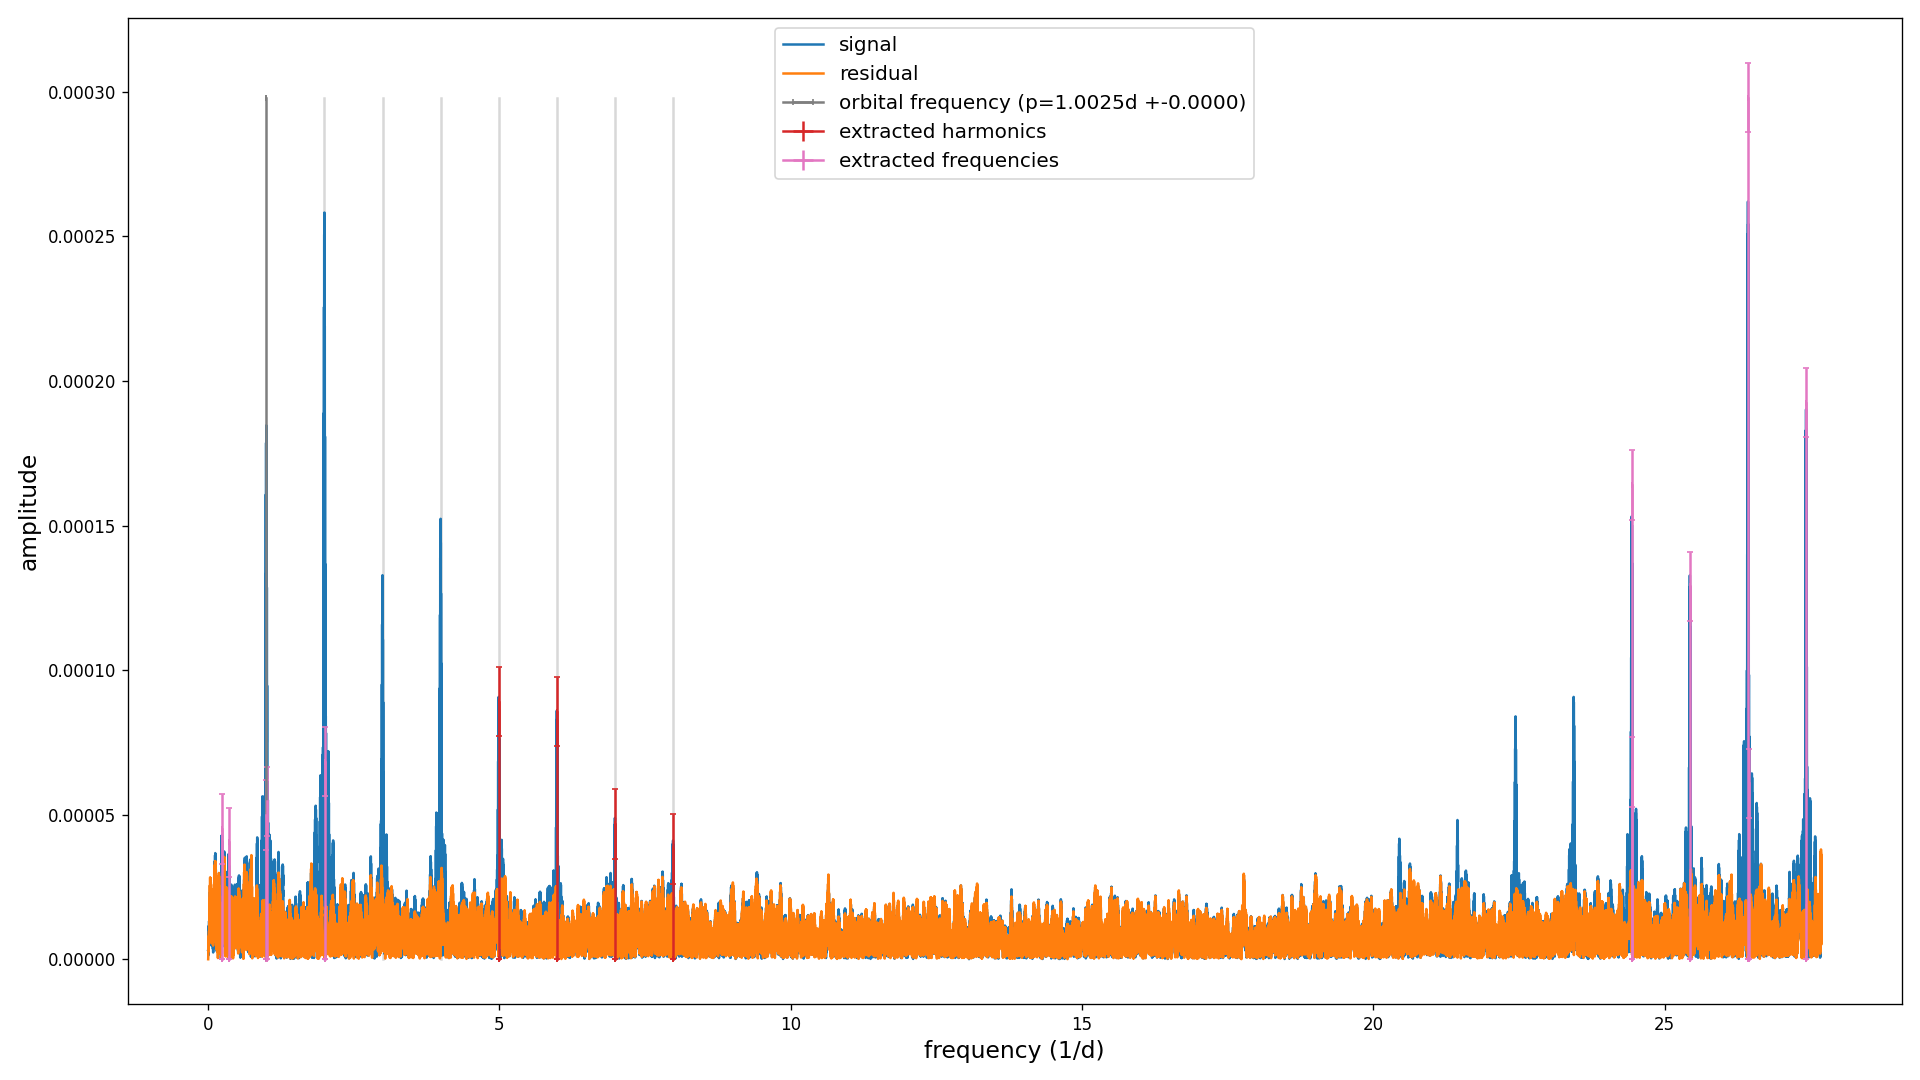 signal
residual
orbital frequency (p=1.0025d +-0.0000)
extracted harmonics
extracted frequencies
0.00030
0.00025
0.00020
0.00015
0.00010
0.00005
0.00000
amplitude
0 5 10 15 20 25
frequency (1/d)